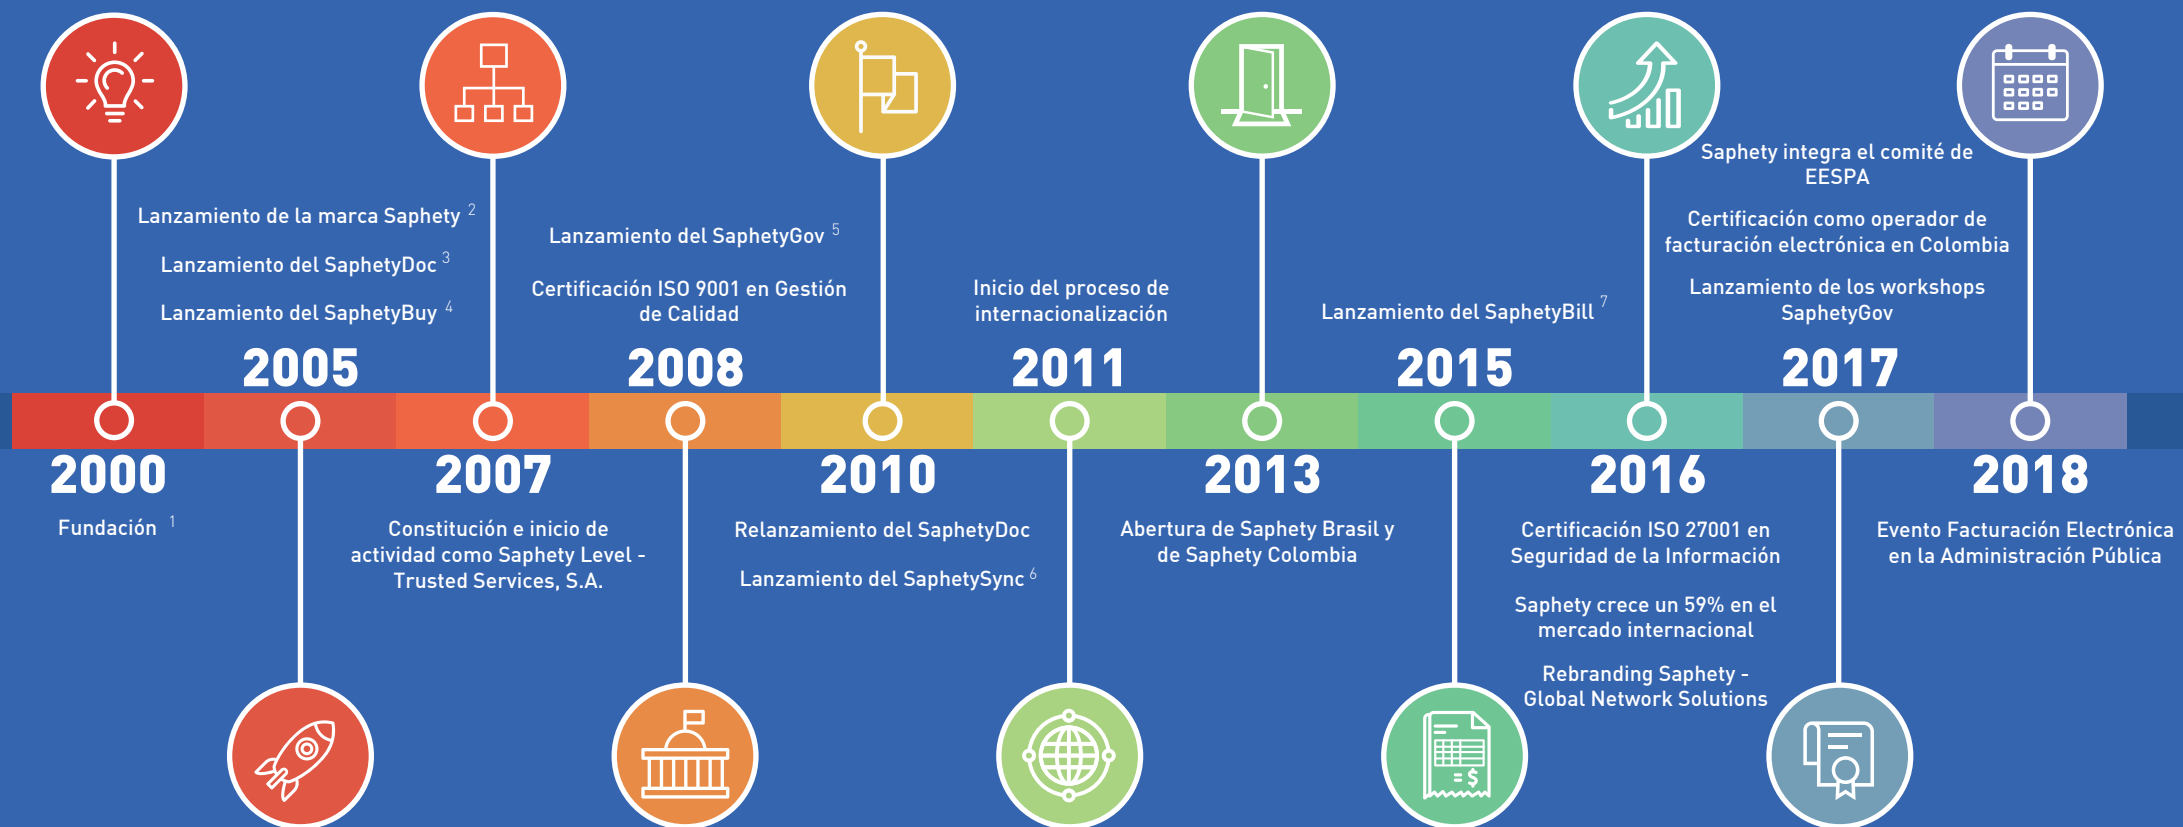 2000
Fundación 1
Lanzamiento de la marca Saphety 2
Lanzamiento del SaphetyDoc 3
Lanzamiento del SaphetyBuy 4
2005
2007
Constitución e inicio de
actividad como Saphety Level -
Trusted Services, S.A.
Lanzamiento del SaphetyGov 5
Certificación ISO 9001 en Gestión
de Calidad
2008
2010
Relanzamiento del SaphetyDoc
Lanzamiento del SaphetySync 6
Inicio del proceso de
internacionalización
2011
2013
Abertura de Saphety Brasil y
de Saphety Colombia
Lanzamiento del SaphetyBill 7
2015
2016
Certificación ISO 27001 en
Seguridad de la Información
Saphety crece un 59% en el
mercado internacional
Rebranding Saphety -
Global Network Solutions
Saphety integra el comité de
EESPA
Certificación como operador de
facturación electrónica en Colombia
Lanzamiento de los workshops
SaphetyGov
2017
2018
Evento Facturación Electrónica
en la Administración Pública
= $